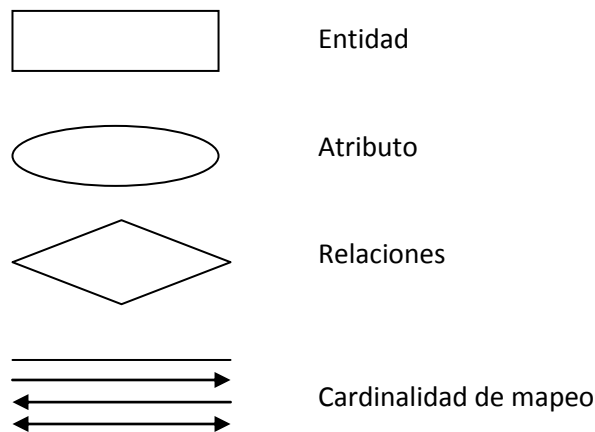 Entidad
Atributo
Relaciones
Cardinalidad de mapeo